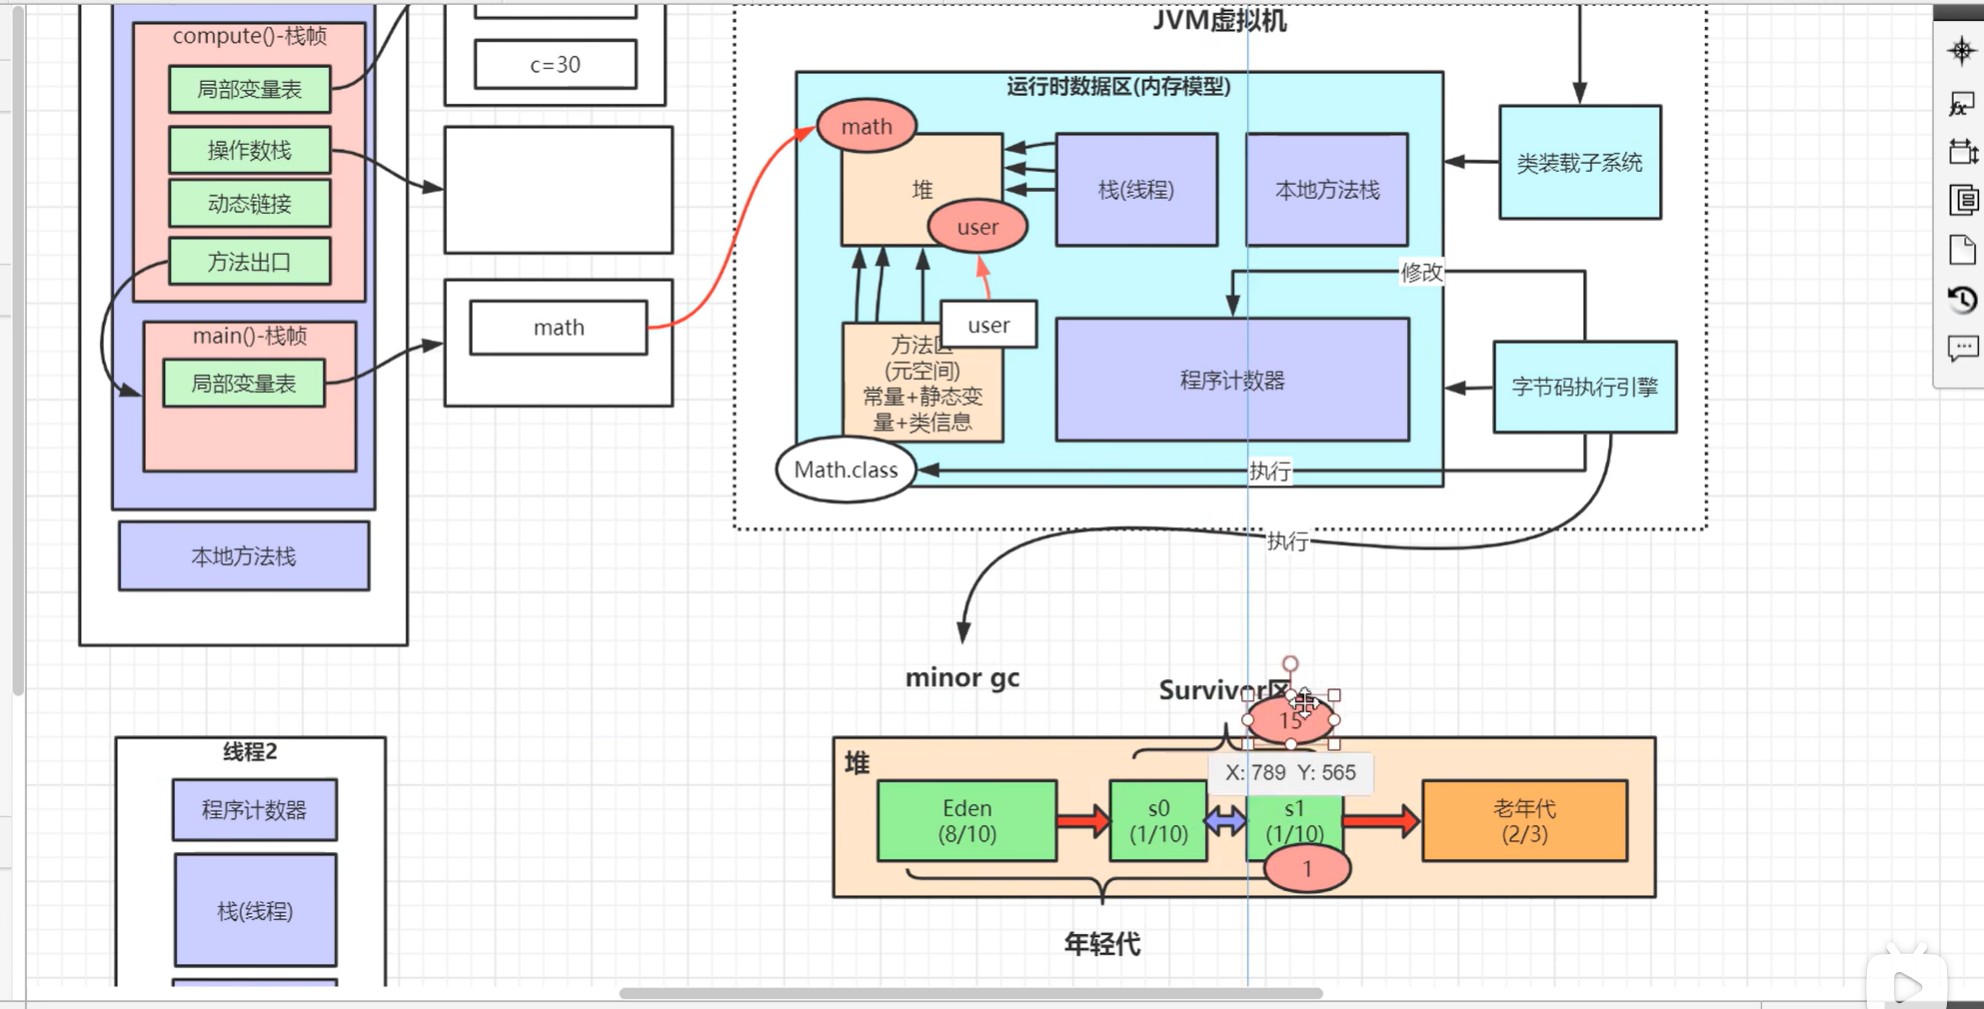 compute()-栈帧
局部变量表
操作数栈
动态链接
方法出口
main()-栈帧
局部变量表
本地方法栈
c=30
math
线程2
程序计数器
栈(线程)
JVM虚拟机
运行时数据区(内存模型)
math
堆
user
栈(线程)
本地方法栈
类装载子系统
修改
user
方法区
(元空间)
常量+静态变
量+类信息
程序计数器
字节码执行引擎
Math.class
执行
执行
minor gc
Survivor区
15
X: 789 Y: 565
堆
Eden
(8/10)
s0
(1/10)
s1
(1/10)
老年代
(2/3)
1
年轻代